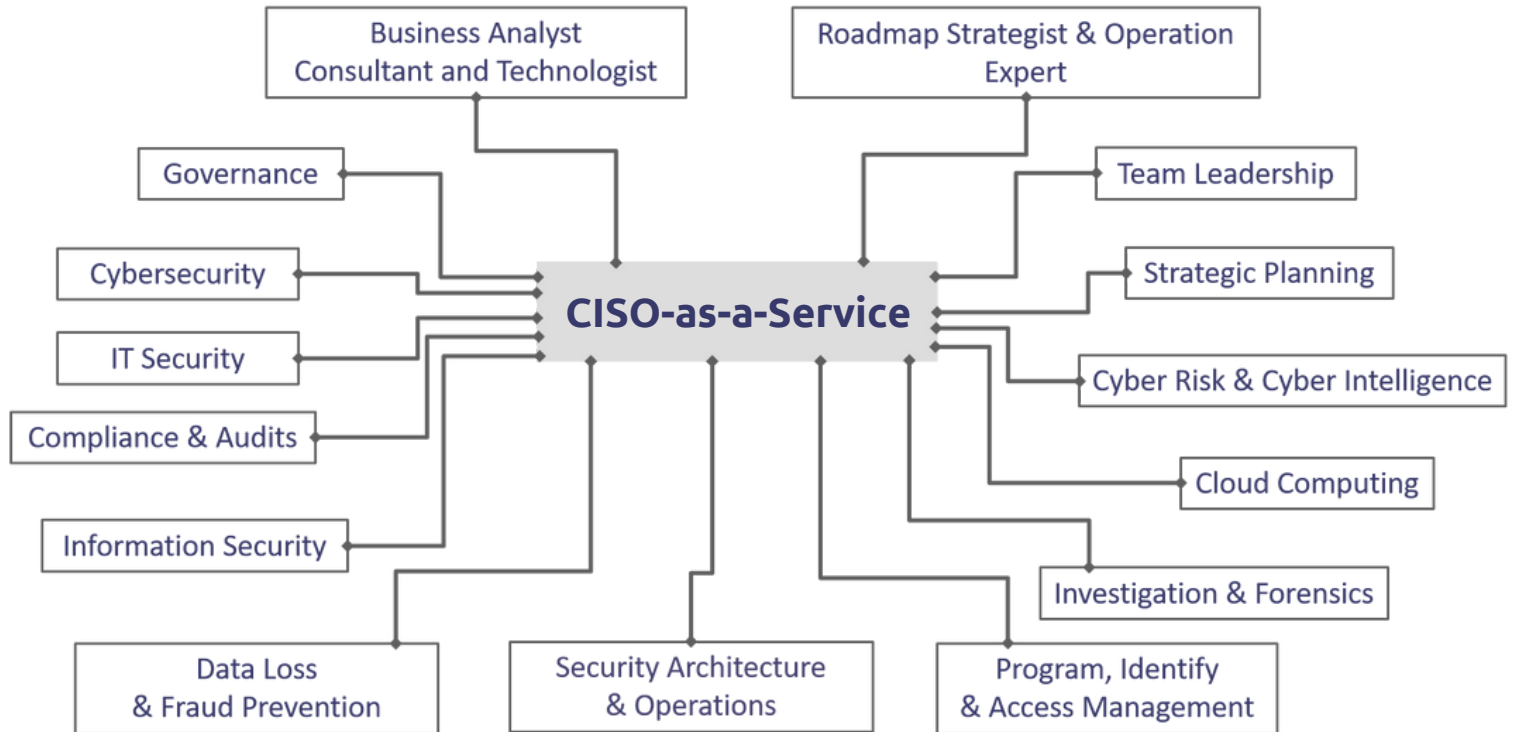 Business Analyst
Consultant and Technologist
Roadmap Strategist & Operation
Expert
Governance
Team Leadership
Cybersecurity
Strategic Planning
CISO-as-a-Service
IT Security
Cyber Risk & Cyber Intelligence
Compliance & Audits
Cloud Computing
Information Security
Investigation & Forensics
Data Loss
& Fraud Prevention
Security Architecture
& Operations
Program, Identify
& Access Management